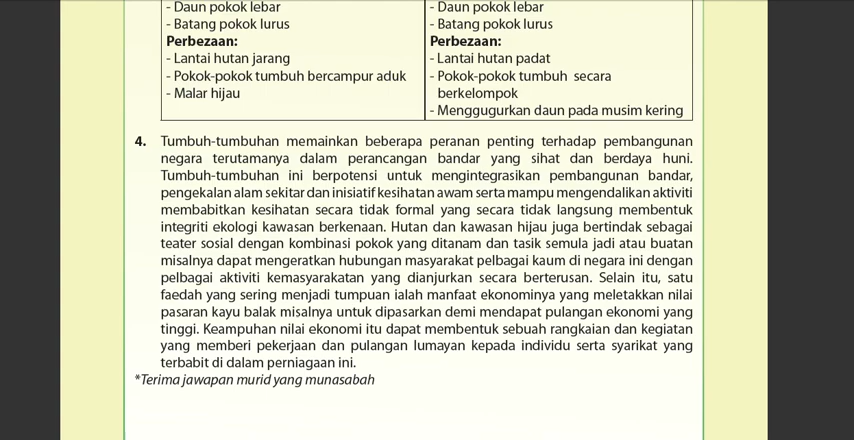 - Daun pokok lebar
- Batang pokok lurus
Perbezaan:
- Lantai hutan jarang
- Pokok-pokok tumbuh bercampur aduk
- Malar hijau
- Daun pokok lebar
- Batang pokok lurus
Perbezaan:
- Lantai hutan padat
- Pokok-pokok tumbuh secara
berkelompok
- Menggugurkan daun pada musim kering
4. Tumbuh-tumbuhan memainkan beberapa peranan penting terhadap pembangunan
negara terutamanya dalam perancangan bandar yang sihat dan berdaya huni.
Tumbuh-tumbuhan ini berpotensi untuk mengintegrasikan pembangunan bandar,
pengekalan alam sekitar dan inisiatif kesihatan awam serta mampu mengendalikan aktiviti
membabitkan kesihatan secara tidak formal yang secara tidak langsung membentuk
integriti ekologi kawasan berkenaan. Hutan dan kawasan hijau juga bertindak sebagai
teater sosial dengan kombinasi pokok yang ditanam dan tasik semula jadi atau buatan
misalnya dapat mengeratkan hubungan masyarakat pelbagai kaum di negara ini dengan
pelbagai aktiviti kemasyarakatan yang dianjurkan secara berterusan. Selain itu, satu
faedah yang sering menjadi tumpuan ialah manfaat ekonominya yang meletakkan nilai
pasaran kayu balak misalnya untuk dipasarkan demi mendapat pulangan ekonomi yang
tinggi. Keampuhan nilai ekonomi itu dapat membentuk sebuah rangkaian dan kegiatan
yang memberi pekerjaan dan pulangan lumayan kepada individu serta syarikat yang
terbabit di dalam perniagaan ini.
*Terima jawapan murid yang munasabah